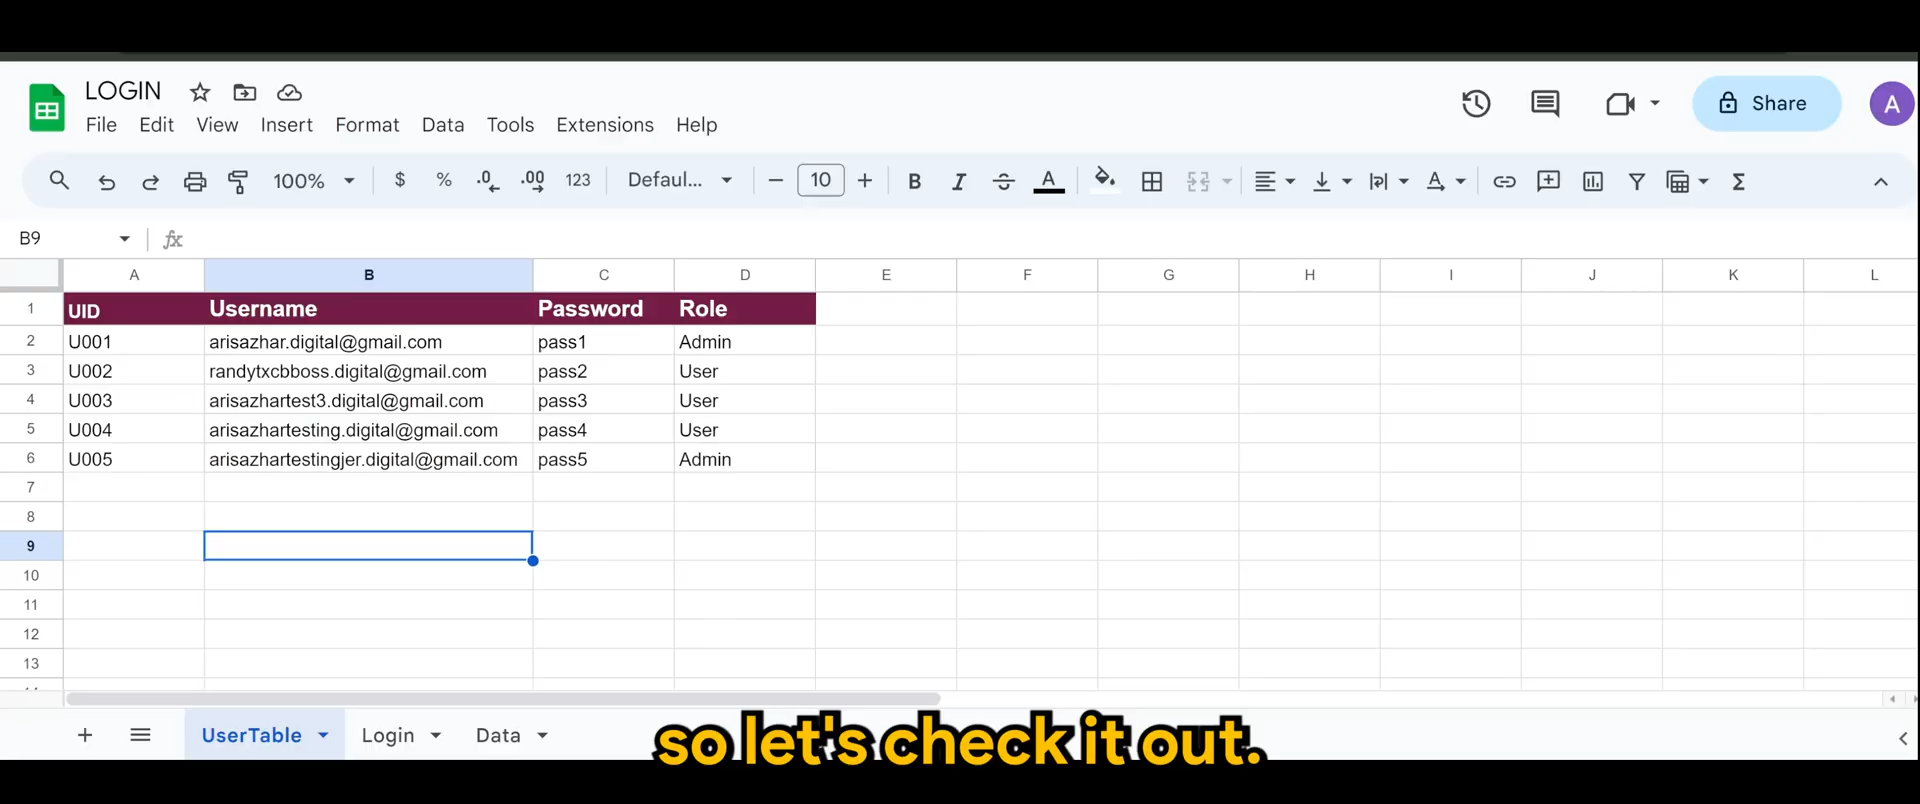 LOGIN
File Edit View Insert Format Data Tools Extensions Help
Share
A
100% $ % .0 .00 123 Defaul... 10 B I S A A
B9 fx
A B C D E F G H I J K L
1 UID Username Password Role
2 U001 arisazhar.digital@gmail.com pass1 Admin
3 U002 randytxcbboss.digital@gmail.com pass2 User
4 U003 arisazhartest3.digital@gmail.com pass3 User
5 U004 arisazhartesting.digital@gmail.com pass4 User
6 U005 arisazhartestingjer.digital@gmail.com pass5 Admin
7
8
9
10
11
12
13
UserTable Login Data
so let's check it out.